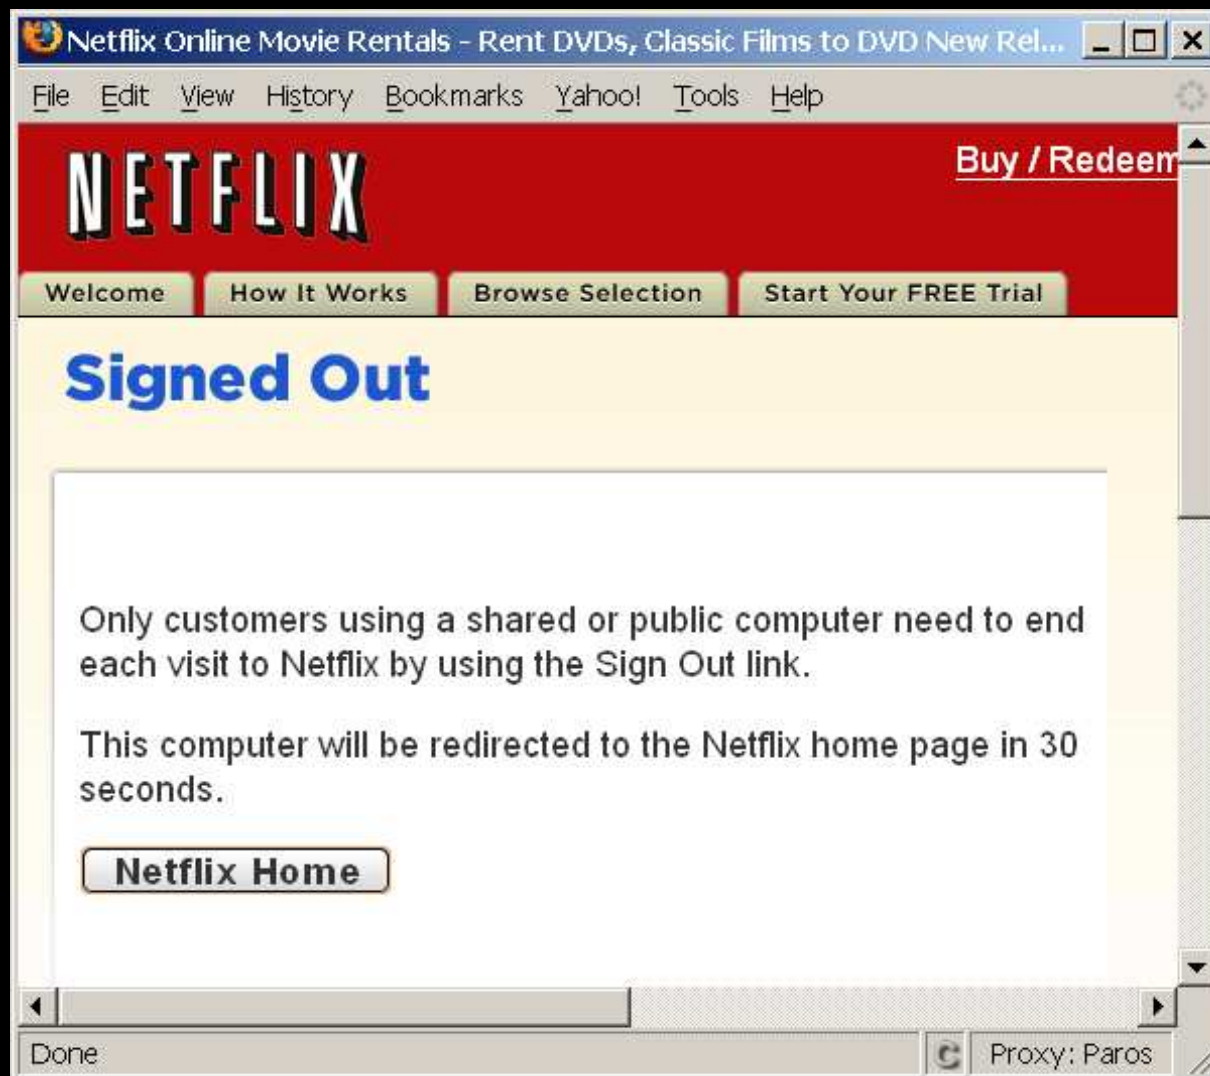 Netflix Online Movie Rentals - Rent DVDs, Classic Films to DVD New Rel...
File Edit View History Bookmarks Yahoo! Tools Help
NETFLIX
Buy / Redeem
Welcome How It Works Browse Selection Start Your FREE Trial
Signed Out
Only customers using a shared or public computer need to end
each visit to Netflix by using the Sign Out link.
This computer will be redirected to the Netflix home page in 30
seconds.
Netflix Home
Done Proxy: Paros